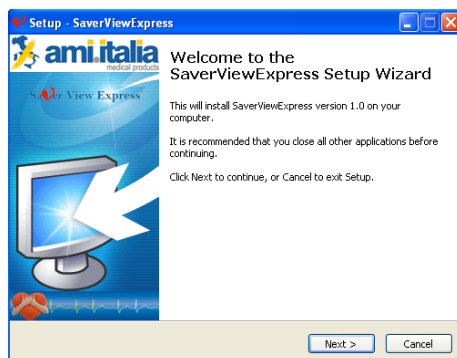 Setup - SaverViewExpress
ami.italia
medical products
Saver View Express
Welcome to the
SaverViewExpress Setup Wizard
This will install SaverViewExpress version 1.0 on your
computer.
It is recommended that you close all other applications before
continuing.
Click Next to continue, or Cancel to exit Setup.
Next >
Cancel